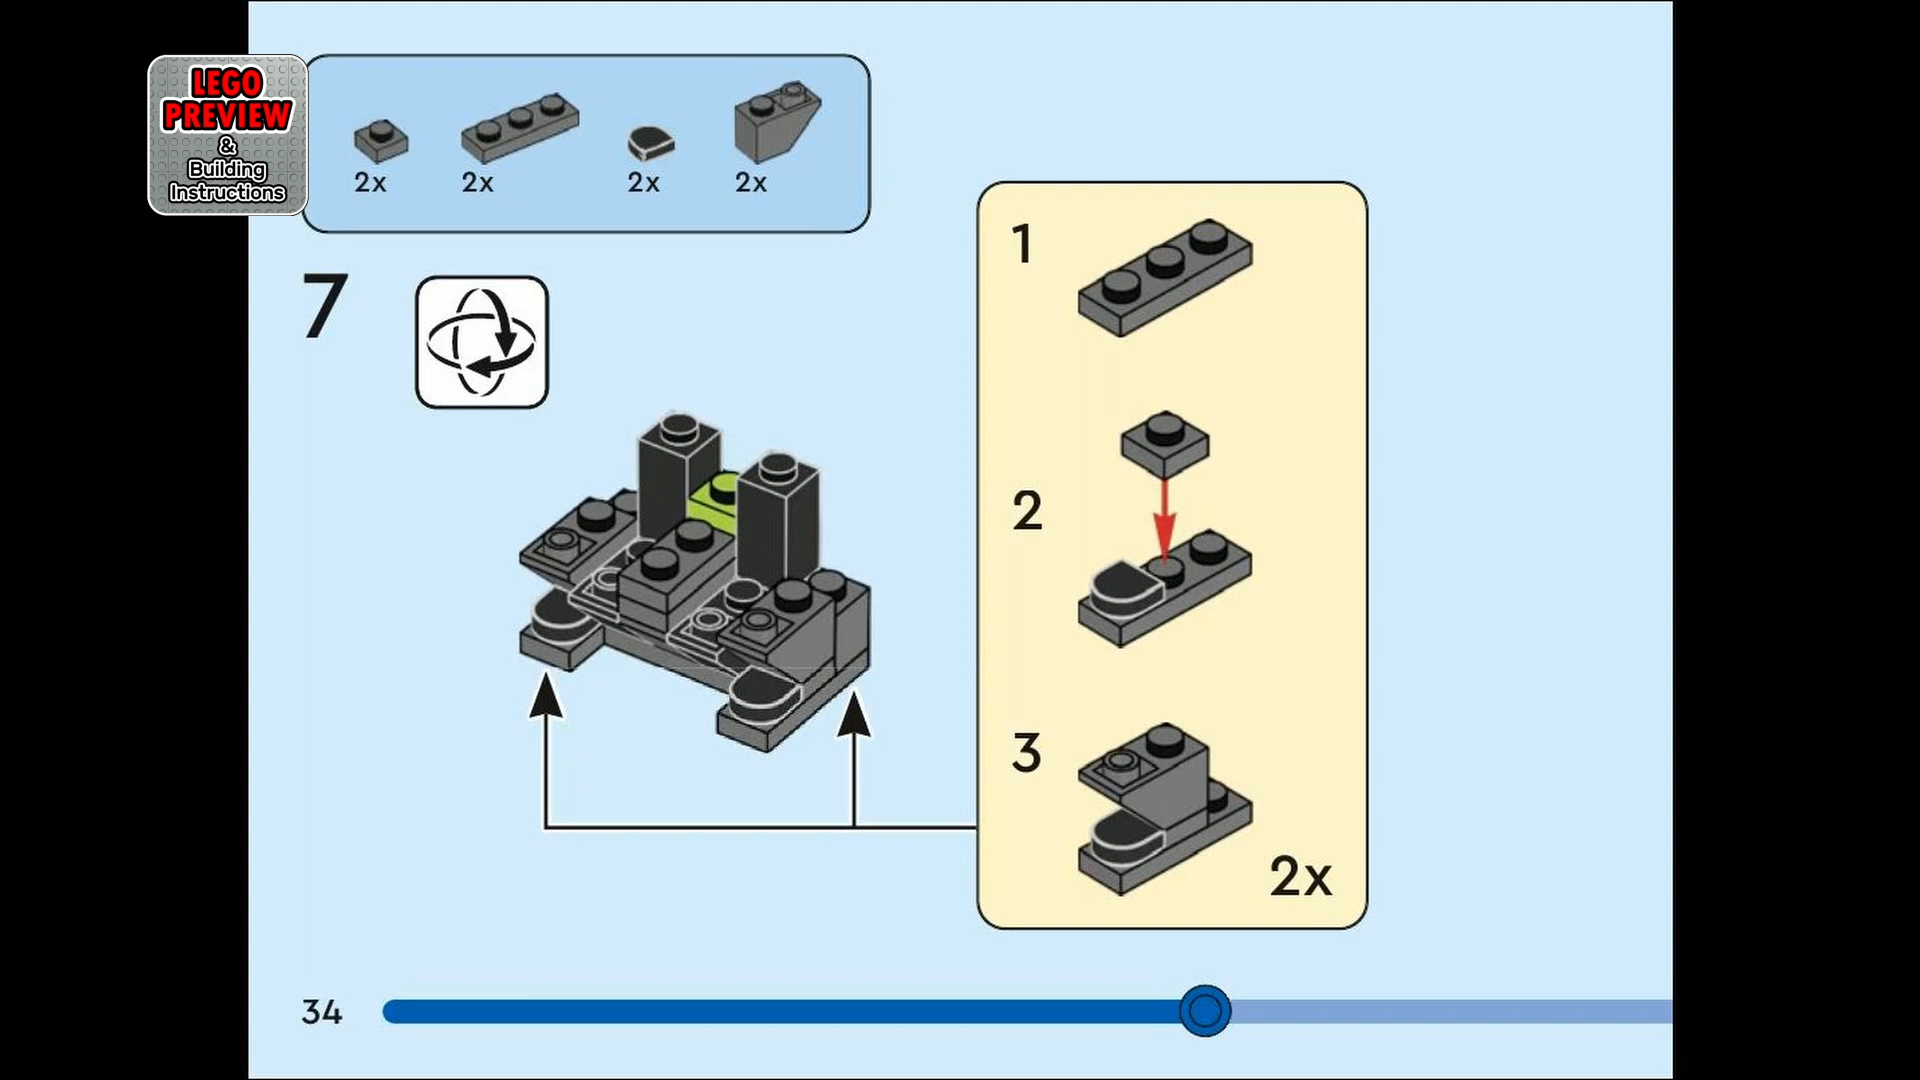 LEGO
PREVIEW
&
Building
Instructions
2x 2x 2x 2x
7
1
2
3
2x
34